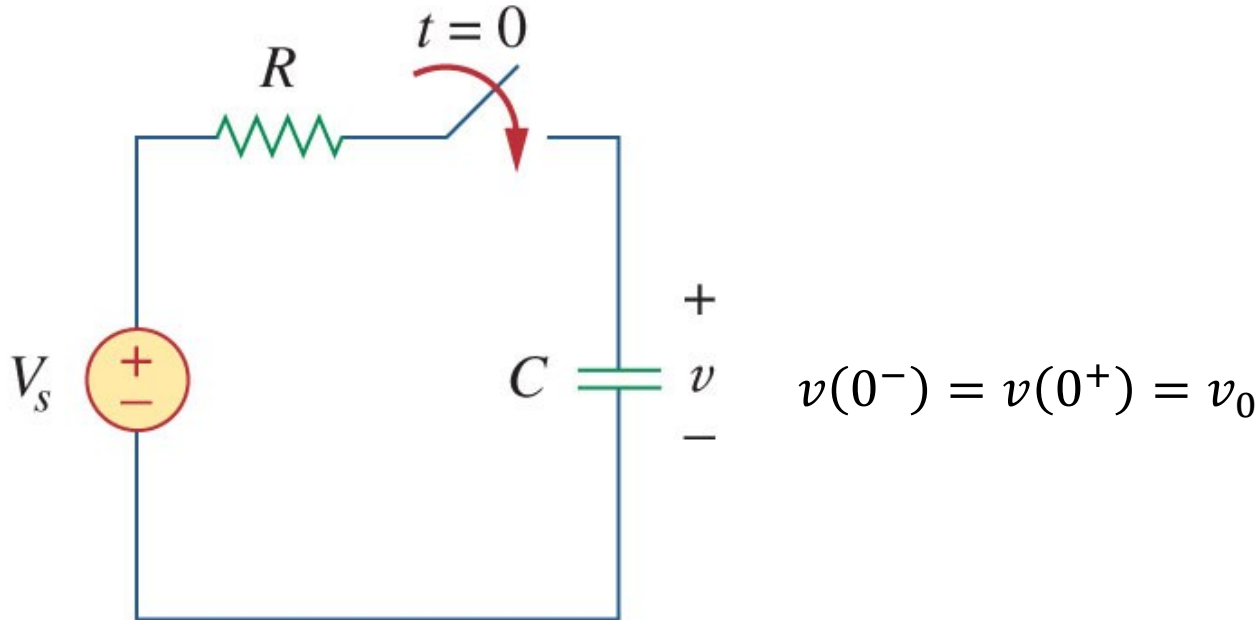 t = 0
R
+
V_s
+
−
C
v
−
v(0⁻) = v(0⁺) = v₀